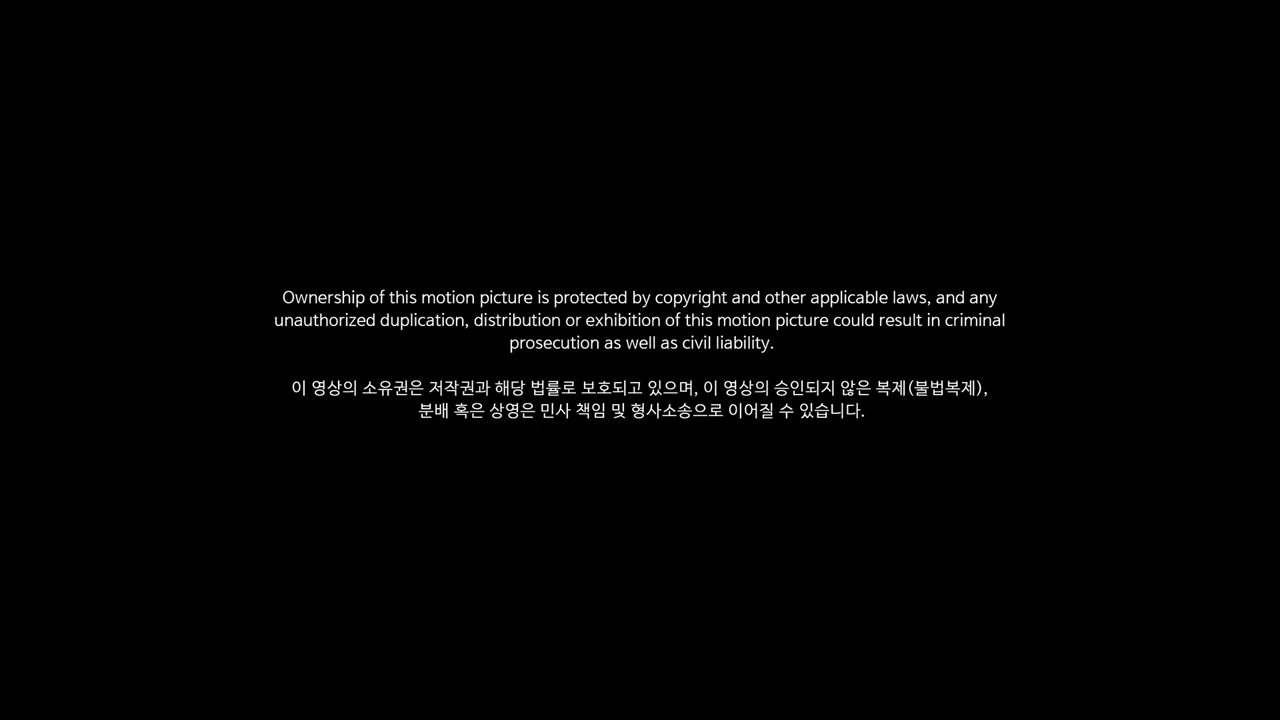 Ownership of this motion picture is protected by copyright and other applicable laws, and any
unauthorized duplication, distribution or exhibition of this motion picture could result in criminal
prosecution as well as civil liability.
이 영상의 소유권은 저작권과 해당 법률로 보호되고 있으며, 이 영상의 승인되지 않은 복제(불법복제),
분배 혹은 상영은 민사 책임 및 형사소송으로 이어질 수 있습니다.